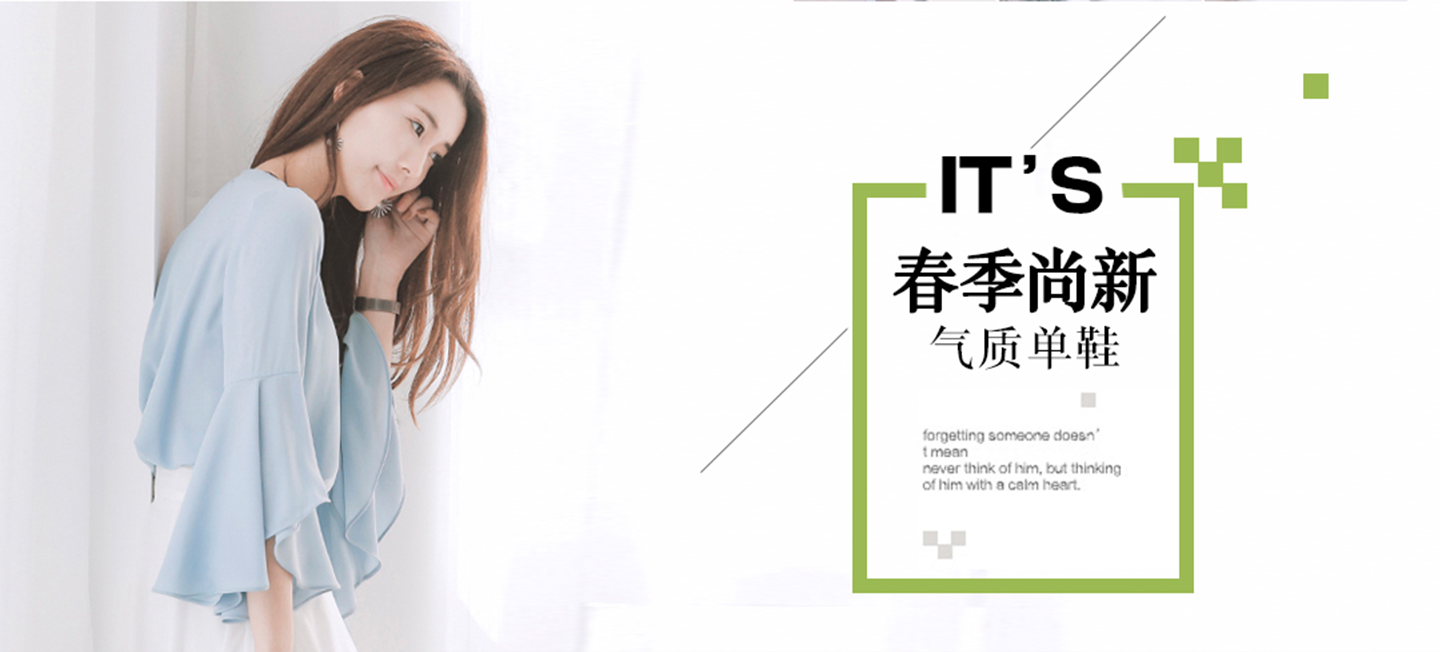 IT’S
春季尚新
气质单鞋
forgetting someone doesn’
t mean
never think of him, but thinking
of him with a calm heart.